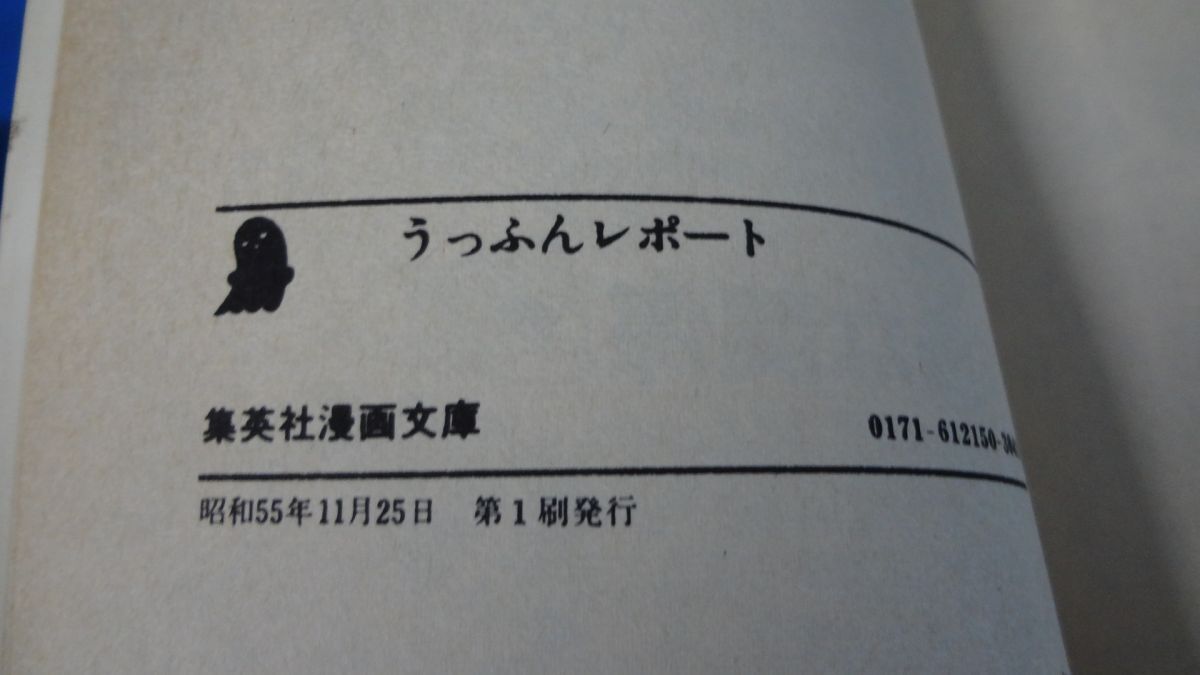 うっふんレポート
集英社漫画文庫
0171-612150-304
昭和55年11月25日　第1刷発行